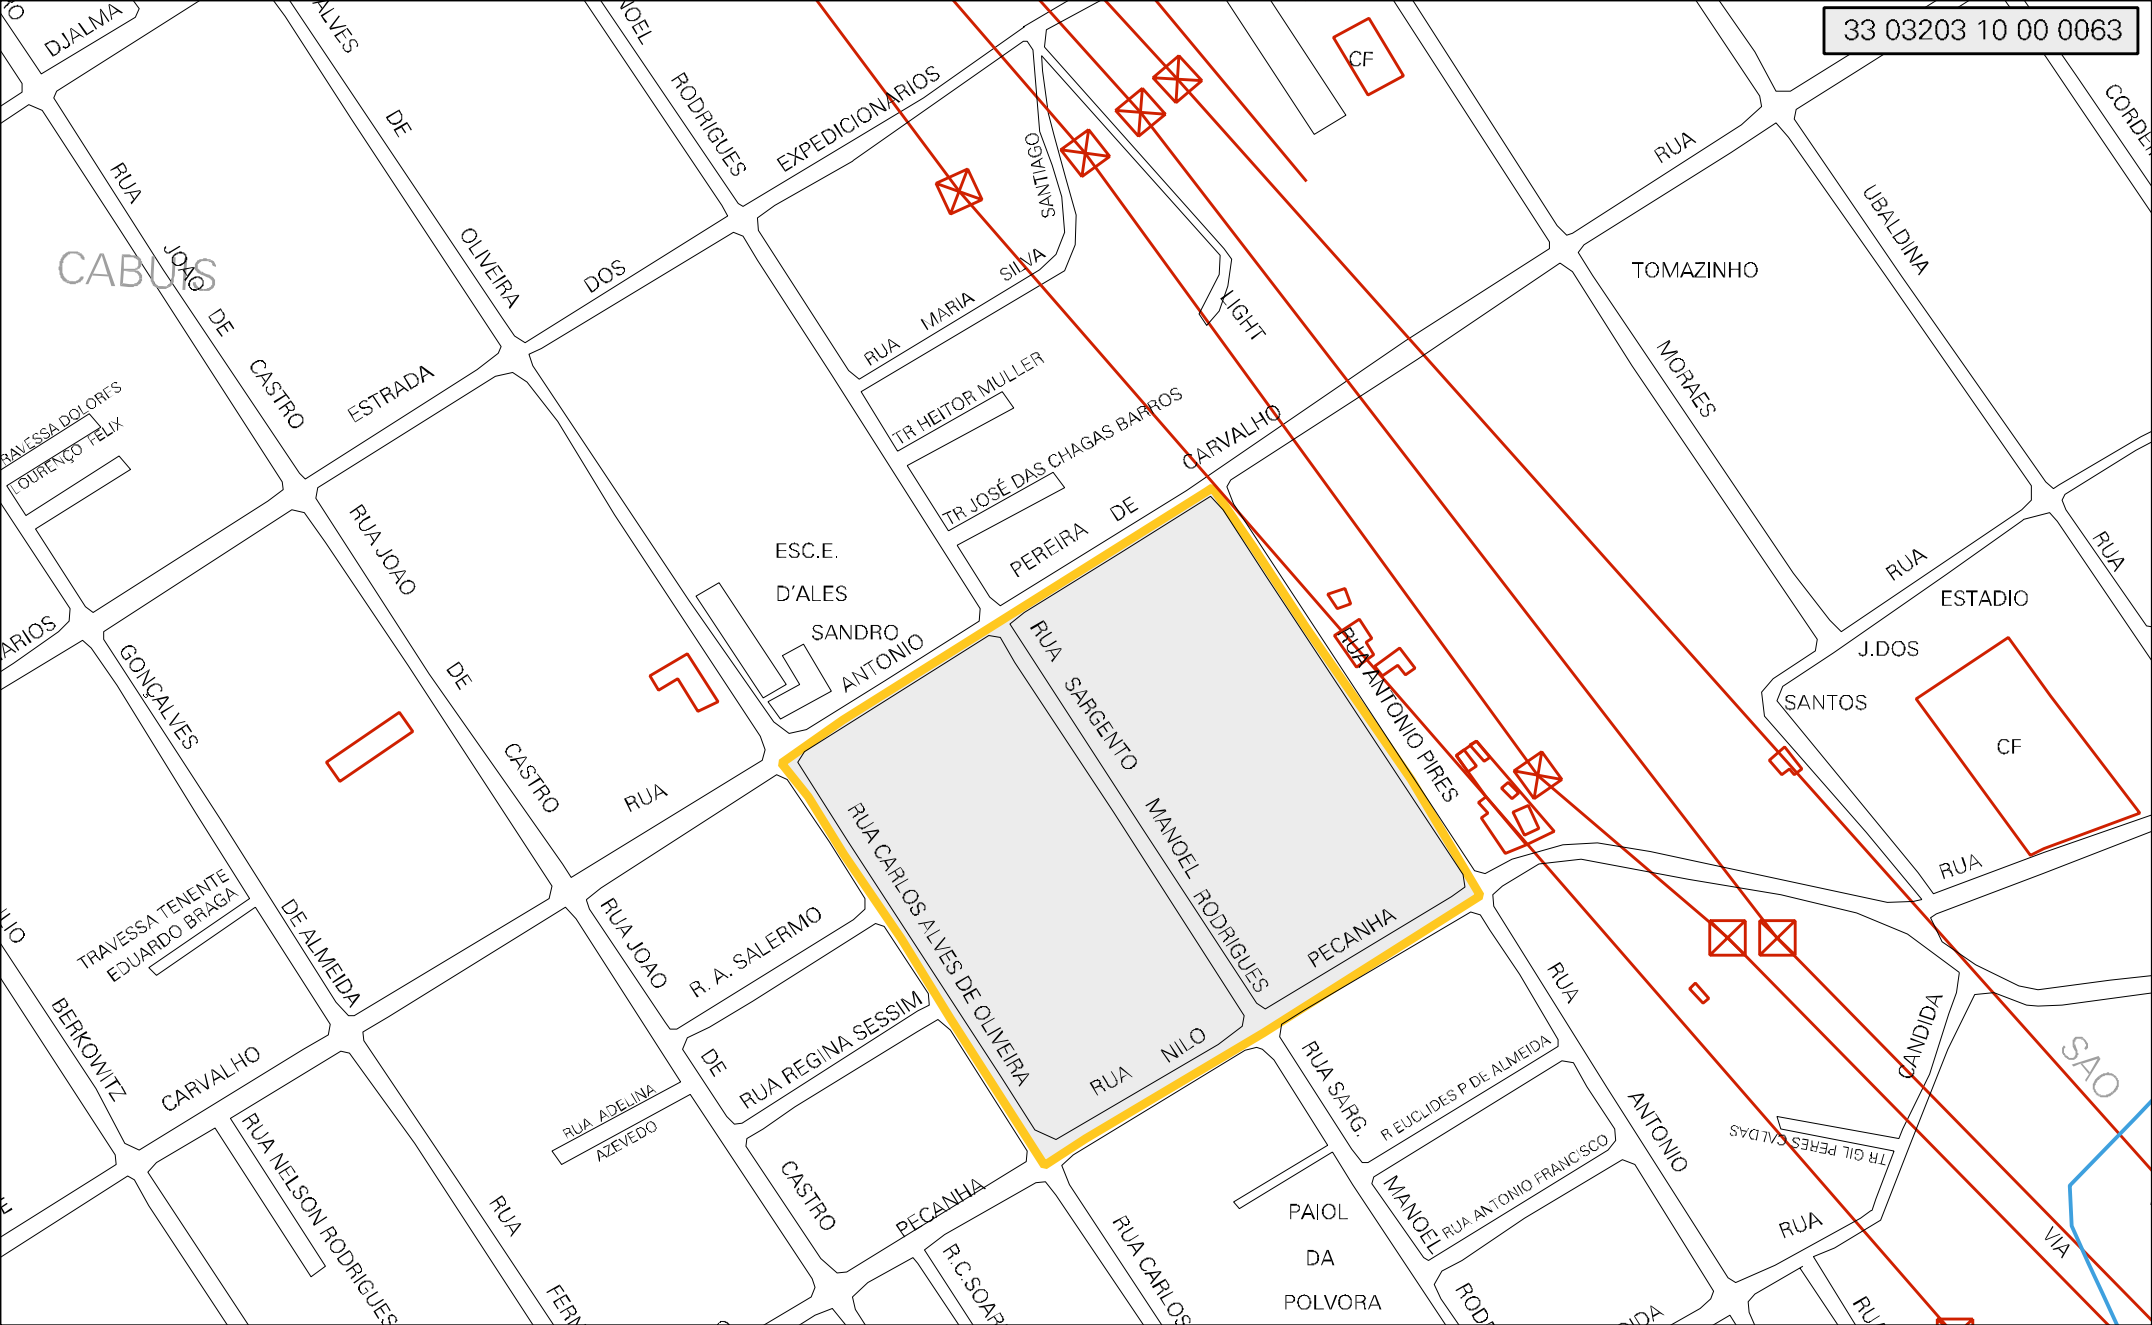 33 03203 10 00 0063
DJALMA
ALVES
DE
OLIVEIRA
RODRIGUES
EXPEDICIONARIOS
DOS
ESTRADA
CF
RUA
UBALDINA
TOMAZINHO
MORAES
RUA
JOAO
DE
CASTRO
CABUIS
SANTIAGO
RUA MARIA SILVA
LIGHT
TR HEITOR MULLER
TR JOSÉ DAS CHAGAS BARROS
TRAVESSA DOLORES
LOURENÇO FELIX
RUA ANTONIO PEREIRA DE CARVALHO
ESC.E.
D'ALES
SANDRO
RUA JOAO
DE
CASTRO
GONÇALVES
DE ALMEIDA
RUA SARGENTO MANOEL RODRIGUES
RUA ANTONIO PIRES
RUA CARLOS ALVES DE OLIVEIRA
RUA NILO PECANHA
RUA
RUA
ESTADIO
J.DOS
SANTOS
CF
RUA
TRAVESSA TENENTE
EDUARDO BRAGA
BERKOWITZ
CARVALHO
RUA JOAO
DE
CASTRO
R. A. SALERMO
RUA REGINA SESSIM
RUA ADELINA
AZEVEDO
RUA NELSON RODRIGUES
RUA
PECANHA
R.C.SOAR
RUA CARLOS
PAIOL
DA
POLVORA
RUA SARG.
MANOEL
R EUCLIDES P DE ALMEIDA
RUA ANTONIO FRANCISCO
RUA
ANTONIO
RUA
CANDIDA
TR GIL PERES CALDAS
SAO
VIA